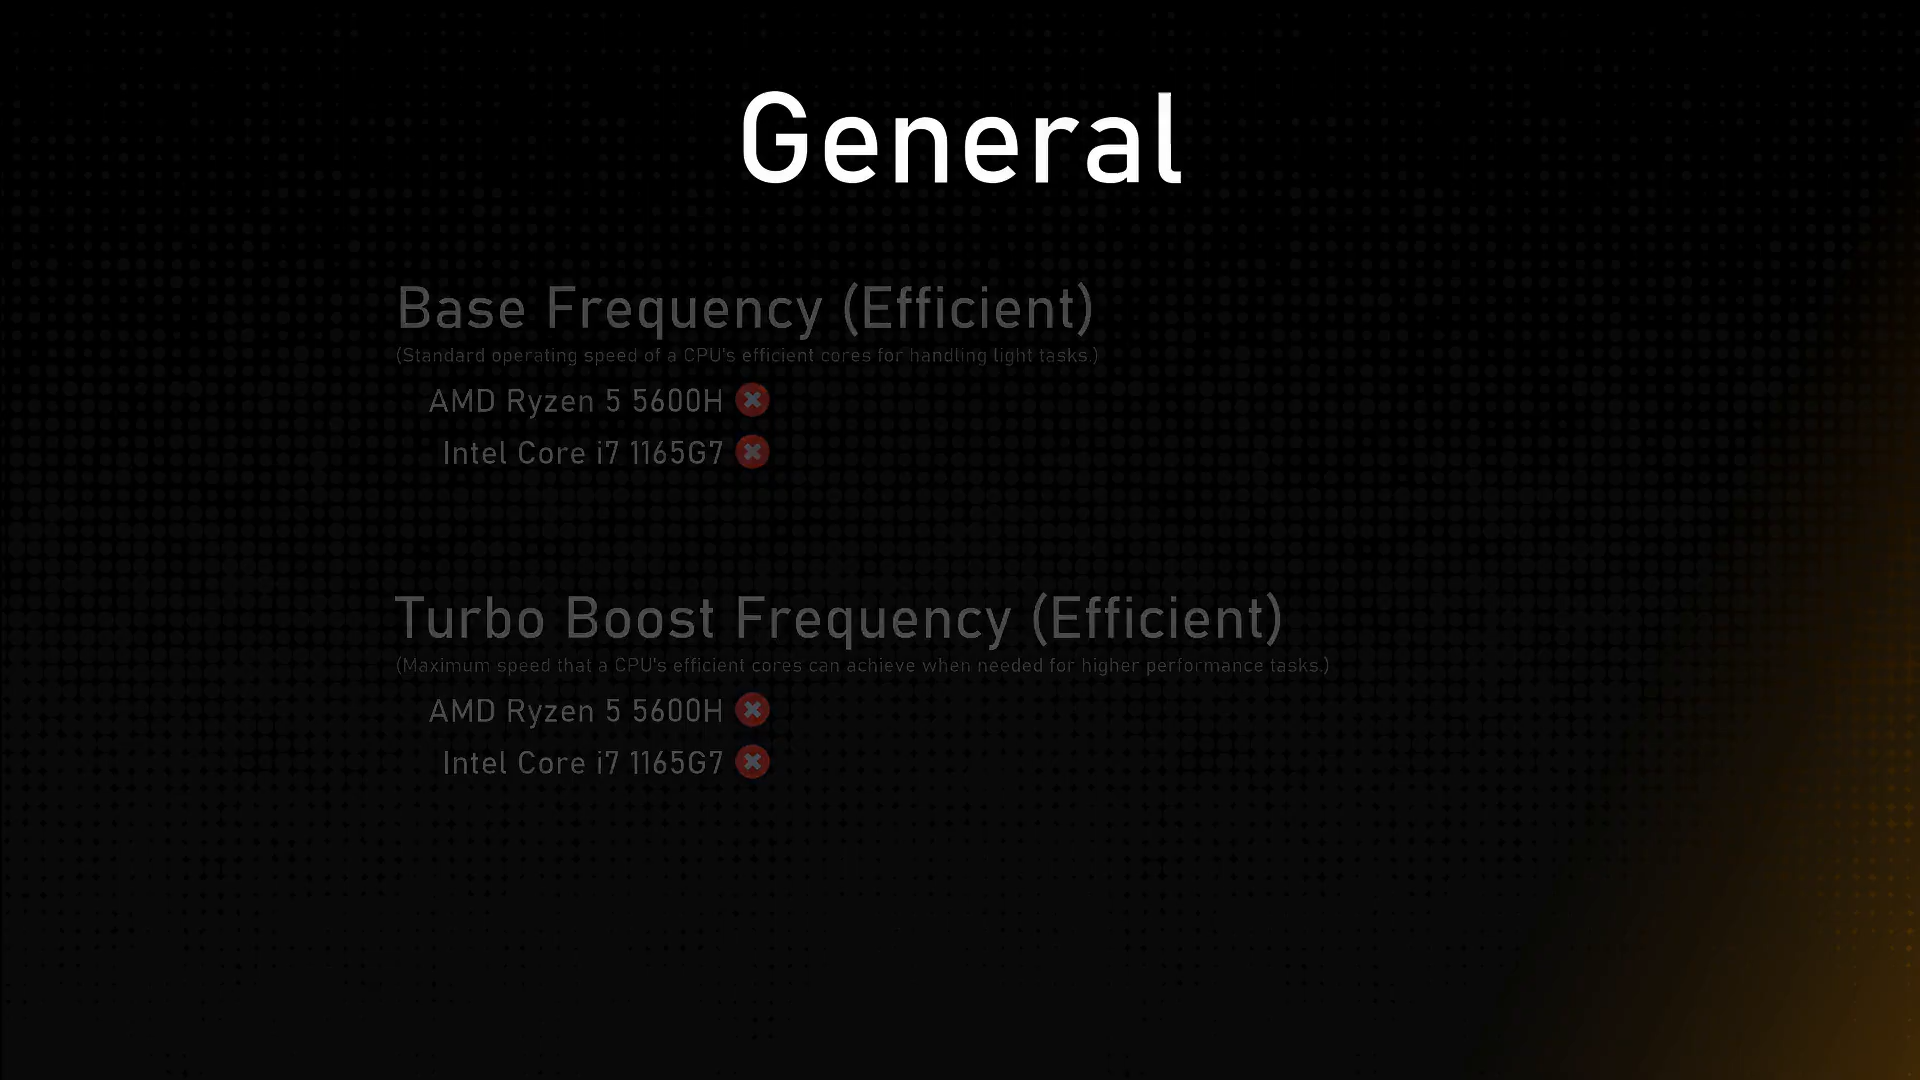 General
Base Frequency (Efficient)
(Standard operating speed of a CPU's efficient cores for handling light tasks.)
AMD Ryzen 5 5600H
Intel Core i7 1165G7
Turbo Boost Frequency (Efficient)
(Maximum speed that a CPU's efficient cores can achieve when needed for higher performance tasks.)
AMD Ryzen 5 5600H
Intel Core i7 1165G7